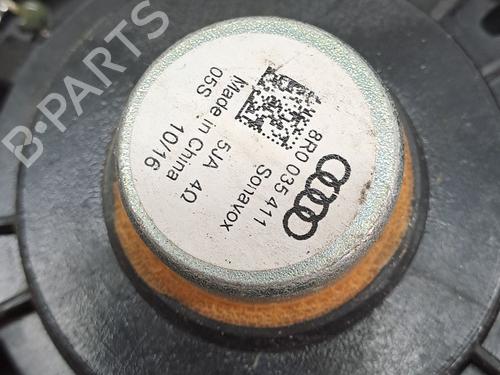 8R0 035 411
Sonavox
5JA 4Ω
10/16
Made in China
05S
B-PARTS